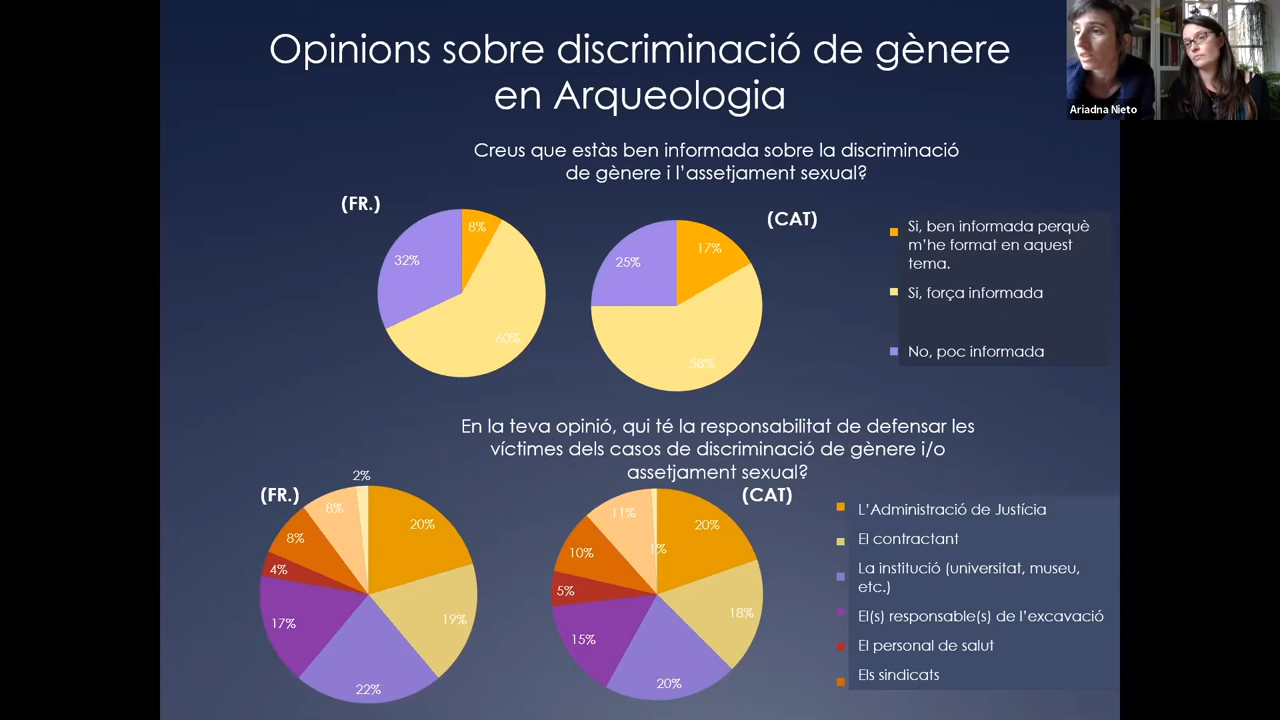 Opinions sobre discriminació de gènere
en Arqueologia
Ariadna Nieto
Creus que estàs ben informada sobre la discriminació
de gènere i l'assetjament sexual?
(FR.)
8%
32%
60%
(CAT)
17%
25%
58%
Si, ben informada perquè
m'he format en aquest
tema.
Si, força informada
No, poc informada
En la teva opinió, qui té la responsabilitat de defensar les
víctimes dels casos de discriminació de gènere i/o
assetjament sexual?
(FR.)
2%
8%
20%
8%
4%
19%
17%
22%
(CAT)
11%
20%
1%
10%
5%
18%
15%
20%
L'Administració de Justícia
El contractant
La institució (universitat, museu,
etc.)
El(s) responsable(s) de l'excavació
El personal de salut
Els sindicats